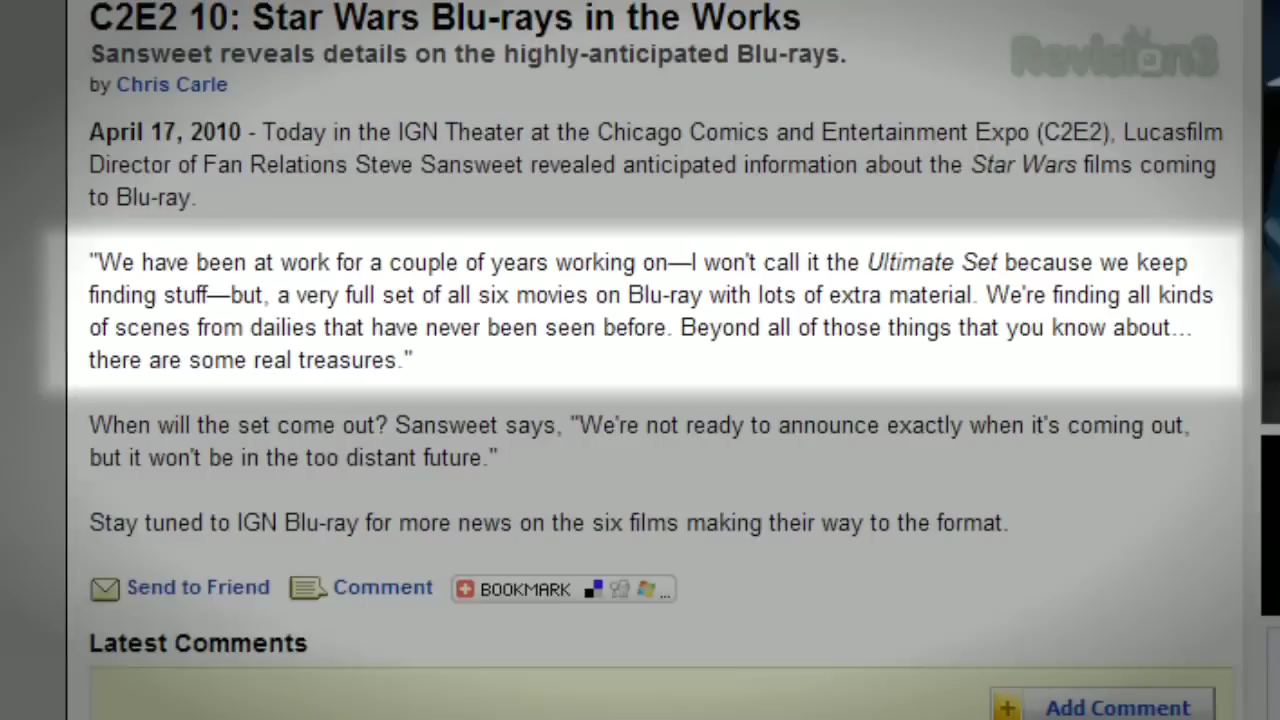 C2E2 10: Star Wars Blu-rays in the Works
Revision3
Sansweet reveals details on the highly-anticipated Blu-rays.
by Chris Carle
April 17, 2010 - Today in the IGN Theater at the Chicago Comics and Entertainment Expo (C2E2), Lucasfilm
Director of Fan Relations Steve Sansweet revealed anticipated information about the Star Wars films coming
to Blu-ray.
"We have been at work for a couple of years working on—I won't call it the Ultimate Set because we keep
finding stuff—but, a very full set of all six movies on Blu-ray with lots of extra material. We're finding all kinds
of scenes from dailies that have never been seen before. Beyond all of those things that you know about...
there are some real treasures."
When will the set come out? Sansweet says, "We're not ready to announce exactly when it's coming out,
but it won't be in the too distant future."
Stay tuned to IGN Blu-ray for more news on the six films making their way to the format.
Send to Friend Comment BOOKMARK ...
Latest Comments
Add Comment